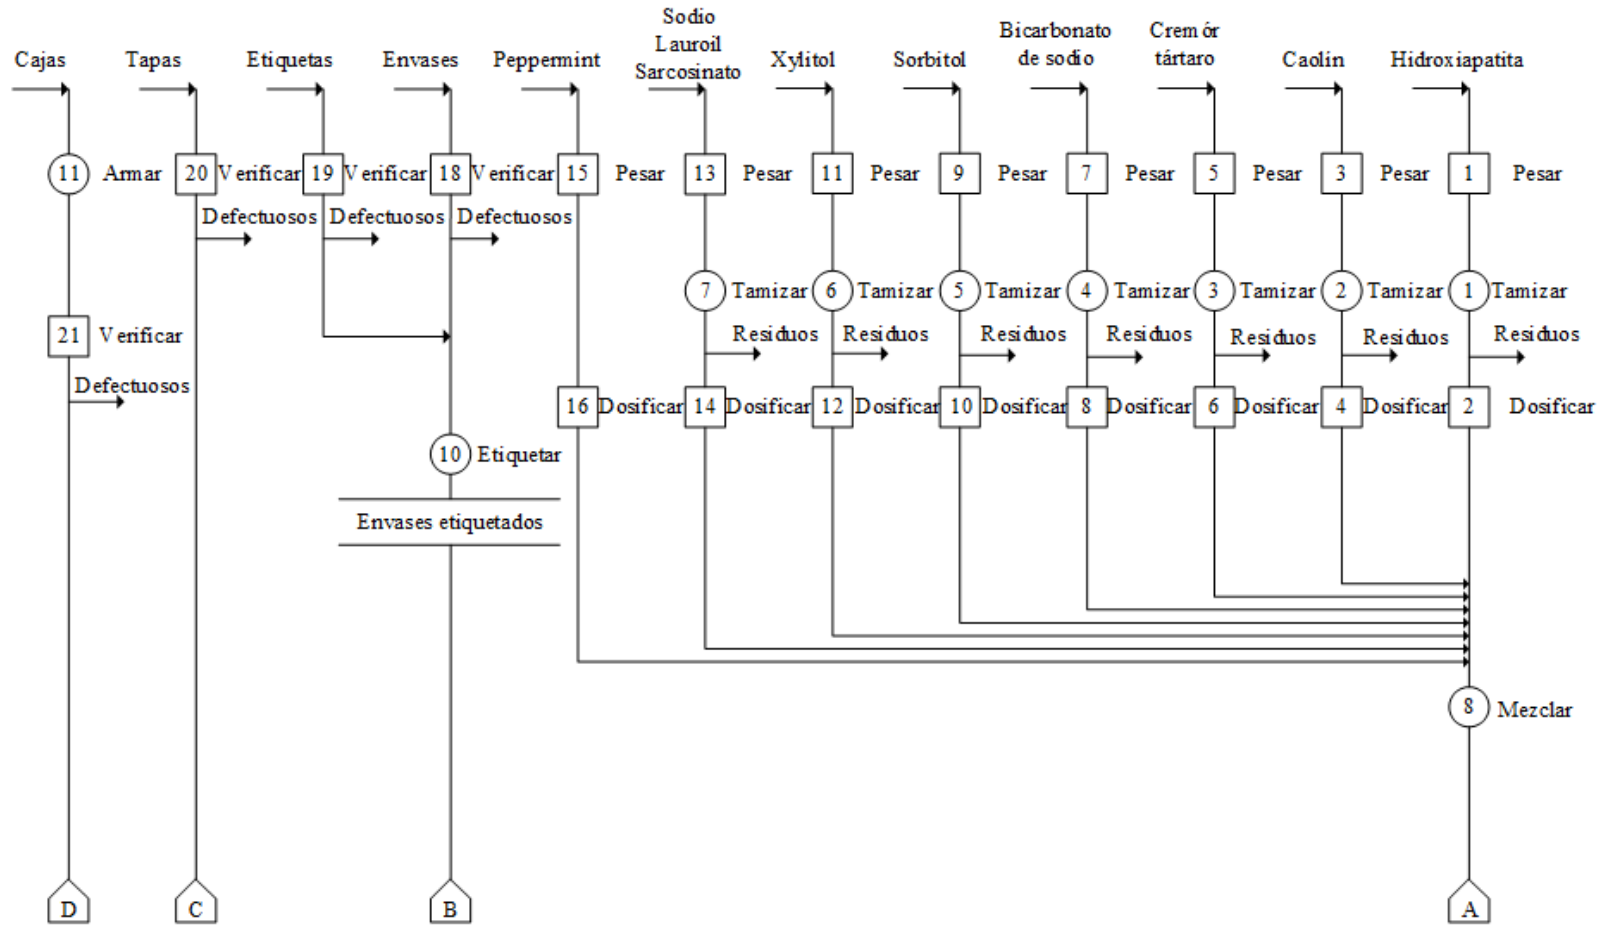 Cajas
Tapas
Etiquetas
Envases
Peppermint
Sodio
Lauroil
Sarcosinato
Xylitol
Sorbitol
Bicarbonato
de sodio
Cremór
tártaro
Caolín
Hidroxiapatita
11 Armar 20 Verificar 19 Verificar 18 Verificar 15 Pesar 13 Pesar 11 Pesar 9 Pesar 7 Pesar 5 Pesar 3 Pesar 1 Pesar
Defectuosos Defectuosos Defectuosos
7 Tamizar 6 Tamizar 5 Tamizar 4 Tamizar 3 Tamizar 2 Tamizar 1 Tamizar
21 Verificar
Residuos Residuos Residuos Residuos Residuos Residuos Residuos
Defectuosos
16 Dosificar 14 Dosificar 12 Dosificar 10 Dosificar 8 Dosificar 6 Dosificar 4 Dosificar 2 Dosificar
10 Etiquetar
Envases etiquetados
8 Mezclar
D C B A